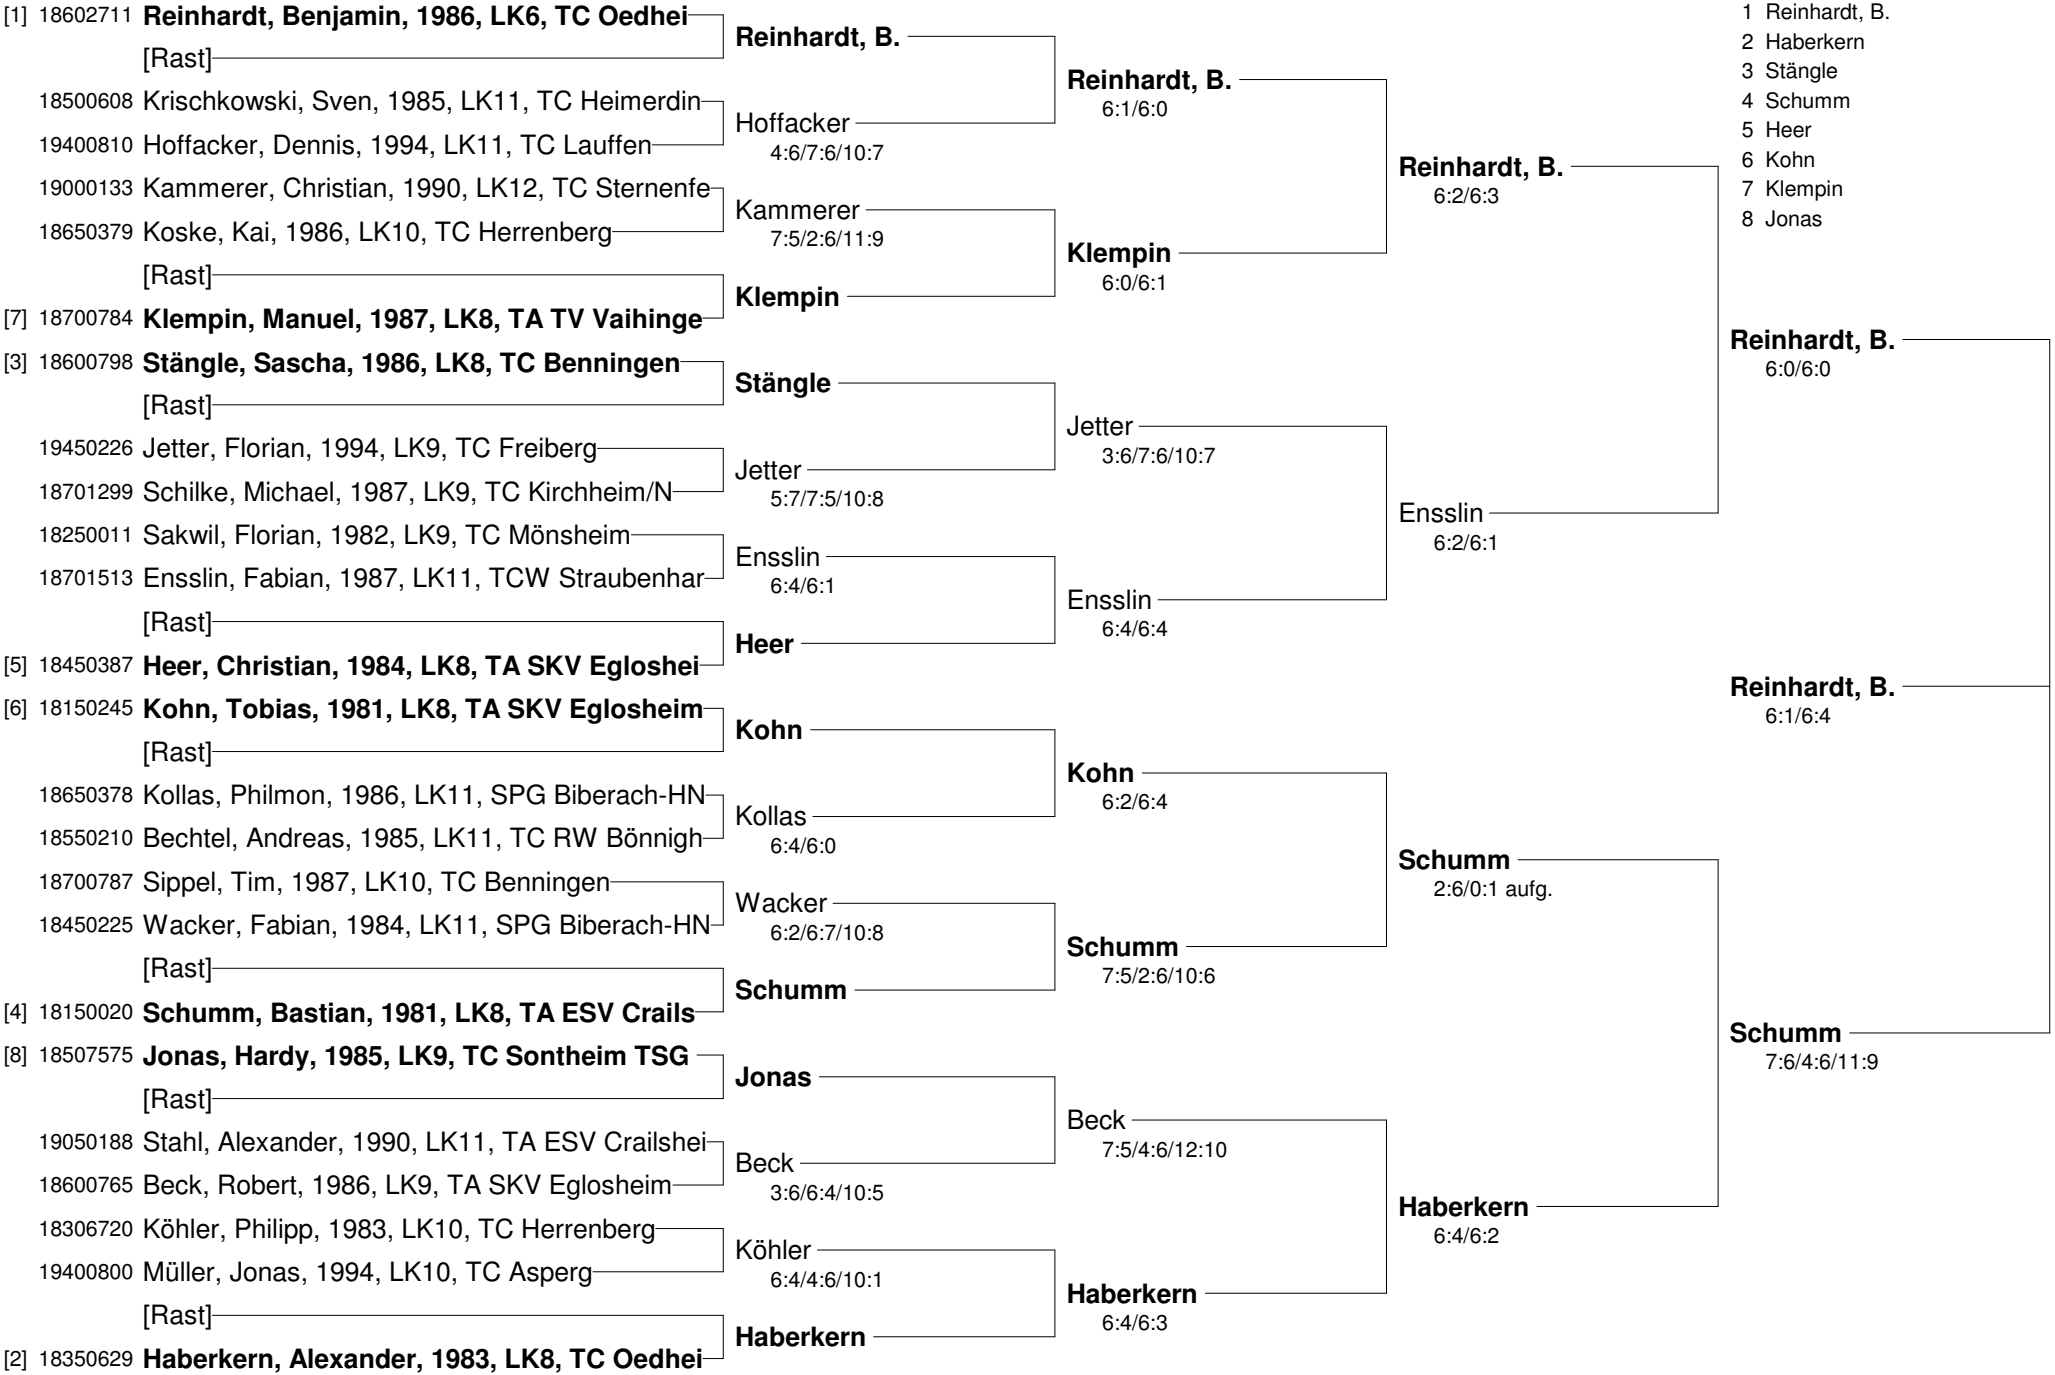 [1] 18602711 Reinhardt, Benjamin, 1986, LK6, TC Oedhei
[Rast]
18500608 Krischkowski, Sven, 1985, LK11, TC Heimerdin
19400810 Hoffacker, Dennis, 1994, LK11, TC Lauffen
19000133 Kammerer, Christian, 1990, LK12, TC Sternenfe
18650379 Koske, Kai, 1986, LK10, TC Herrenberg
[Rast]
[7] 18700784 Klempin, Manuel, 1987, LK8, TA TV Vaihinge
[3] 18600798 Stängle, Sascha, 1986, LK8, TC Benningen
[Rast]
19450226 Jetter, Florian, 1994, LK9, TC Freiberg
18701299 Schilke, Michael, 1987, LK9, TC Kirchheim/N
18250011 Sakwil, Florian, 1982, LK9, TC Mönsheim
18701513 Ensslin, Fabian, 1987, LK11, TCW Straubenhar
[Rast]
[5] 18450387 Heer, Christian, 1984, LK8, TA SKV Egloshei
[6] 18150245 Kohn, Tobias, 1981, LK8, TA SKV Eglosheim
[Rast]
18650378 Kollas, Philmon, 1986, LK11, SPG Biberach-HN
18550210 Bechtel, Andreas, 1985, LK11, TC RW Bönnigh
18700787 Sippel, Tim, 1987, LK10, TC Benningen
18450225 Wacker, Fabian, 1984, LK11, SPG Biberach-HN
[Rast]
[4] 18150020 Schumm, Bastian, 1981, LK8, TA ESV Crails
[8] 18507575 Jonas, Hardy, 1985, LK9, TC Sontheim TSG
[Rast]
19050188 Stahl, Alexander, 1990, LK11, TA ESV Crailshei
18600765 Beck, Robert, 1986, LK9, TA SKV Eglosheim
18306720 Köhler, Philipp, 1983, LK10, TC Herrenberg
19400800 Müller, Jonas, 1994, LK10, TC Asperg
[Rast]
[2] 18350629 Haberkern, Alexander, 1983, LK8, TC Oedhei
Reinhardt, B.
Hoffacker
4:6/7:6/10:7
Kammerer
7:5/2:6/11:9
Klempin
Stängle
Jetter
5:7/7:5/10:8
Ensslin
6:4/6:1
Heer
Kohn
Kollas
6:4/6:0
Wacker
6:2/6:7/10:8
Schumm
Jonas
Beck
3:6/6:4/10:5
Köhler
6:4/4:6/10:1
Haberkern
Reinhardt, B.
6:1/6:0
Klempin
6:0/6:1
Jetter
3:6/7:6/10:7
Ensslin
6:4/6:4
Kohn
6:2/6:4
Schumm
7:5/2:6/10:6
Beck
7:5/4:6/12:10
Haberkern
6:4/6:3
Reinhardt, B.
6:2/6:3
Ensslin
6:2/6:1
Schumm
2:6/0:1 aufg.
Haberkern
6:4/6:2
Reinhardt, B.
6:0/6:0
Schumm
7:6/4:6/11:9
Reinhardt, B.
6:1/6:4
1 Reinhardt, B.
2 Haberkern
3 Stängle
4 Schumm
5 Heer
6 Kohn
7 Klempin
8 Jonas